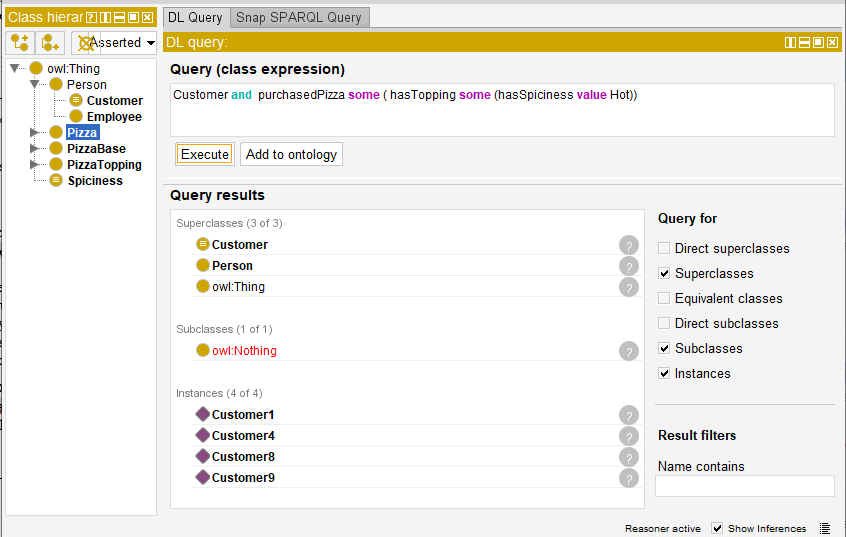 Class hierar
Asserted
owl:Thing
Person
Customer
Employee
Pizza
PizzaBase
PizzaTopping
Spiciness
DL Query
Snap SPARQL Query
DL query:
Query (class expression)
Customer and purchasedPizza some ( hasTopping some (hasSpiciness value Hot))
Execute
Add to ontology
Query results
Superclasses (3 of 3)
Customer
?
Person
?
owl:Thing
?
Subclasses (1 of 1)
owl:Nothing
?
Instances (4 of 4)
Customer1
?
Customer4
?
Customer8
?
Customer9
?
Query for
Direct superclasses
Superclasses
Equivalent classes
Direct subclasses
Subclasses
Instances
Result filters
Name contains
Reasoner active
Show Inferences